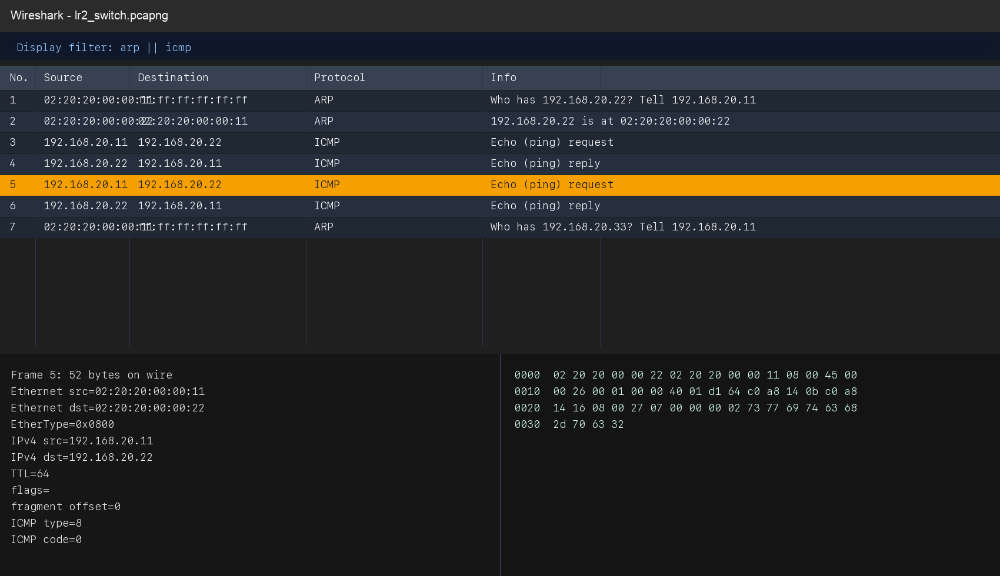 Wireshark - lr2_switch.pcapng
Display filter: arp || icmp
No. Source Destination Protocol Info
1 02:20:20:00:00:11 ff:ff:ff:ff:ff:ff ARP Who has 192.168.20.22? Tell 192.168.20.11
2 02:20:20:00:00:22 02:20:20:00:00:11 ARP 192.168.20.22 is at 02:20:20:00:00:22
3 192.168.20.11 192.168.20.22 ICMP Echo (ping) request
4 192.168.20.22 192.168.20.11 ICMP Echo (ping) reply
5 192.168.20.11 192.168.20.22 ICMP Echo (ping) request
6 192.168.20.22 192.168.20.11 ICMP Echo (ping) reply
7 02:20:20:00:00:11 ff:ff:ff:ff:ff:ff ARP Who has 192.168.20.33? Tell 192.168.20.11
Frame 5: 52 bytes on wire
Ethernet src=02:20:20:00:00:11
Ethernet dst=02:20:20:00:00:22
EtherType=0x0800
IPv4 src=192.168.20.11
IPv4 dst=192.168.20.22
TTL=64
flags=
fragment offset=0
ICMP type=8
ICMP code=0
0000 02 20 20 00 00 22 02 20 20 00 00 11 08 00 45 00
0010 00 26 00 01 00 00 40 01 d1 64 c0 a8 14 0b c0 a8
0020 14 16 08 00 27 07 00 00 00 02 73 77 69 74 63 68
0030 2d 70 63 32